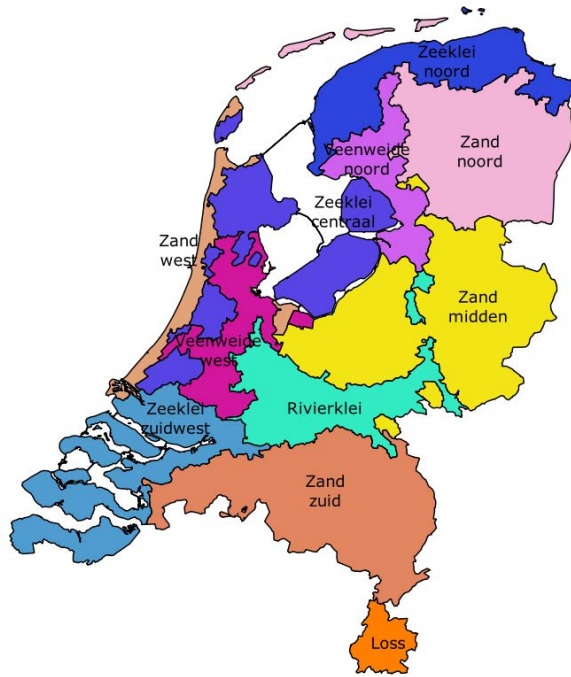 Zeeklei
noord
Veenweide
noord
Zand
noord
Zeeklei
centraal
Zand
west
Zand
midden
Veenweide
west
Zeeklei
zuidwest
Rivierklei
Zand
zuid
Loss